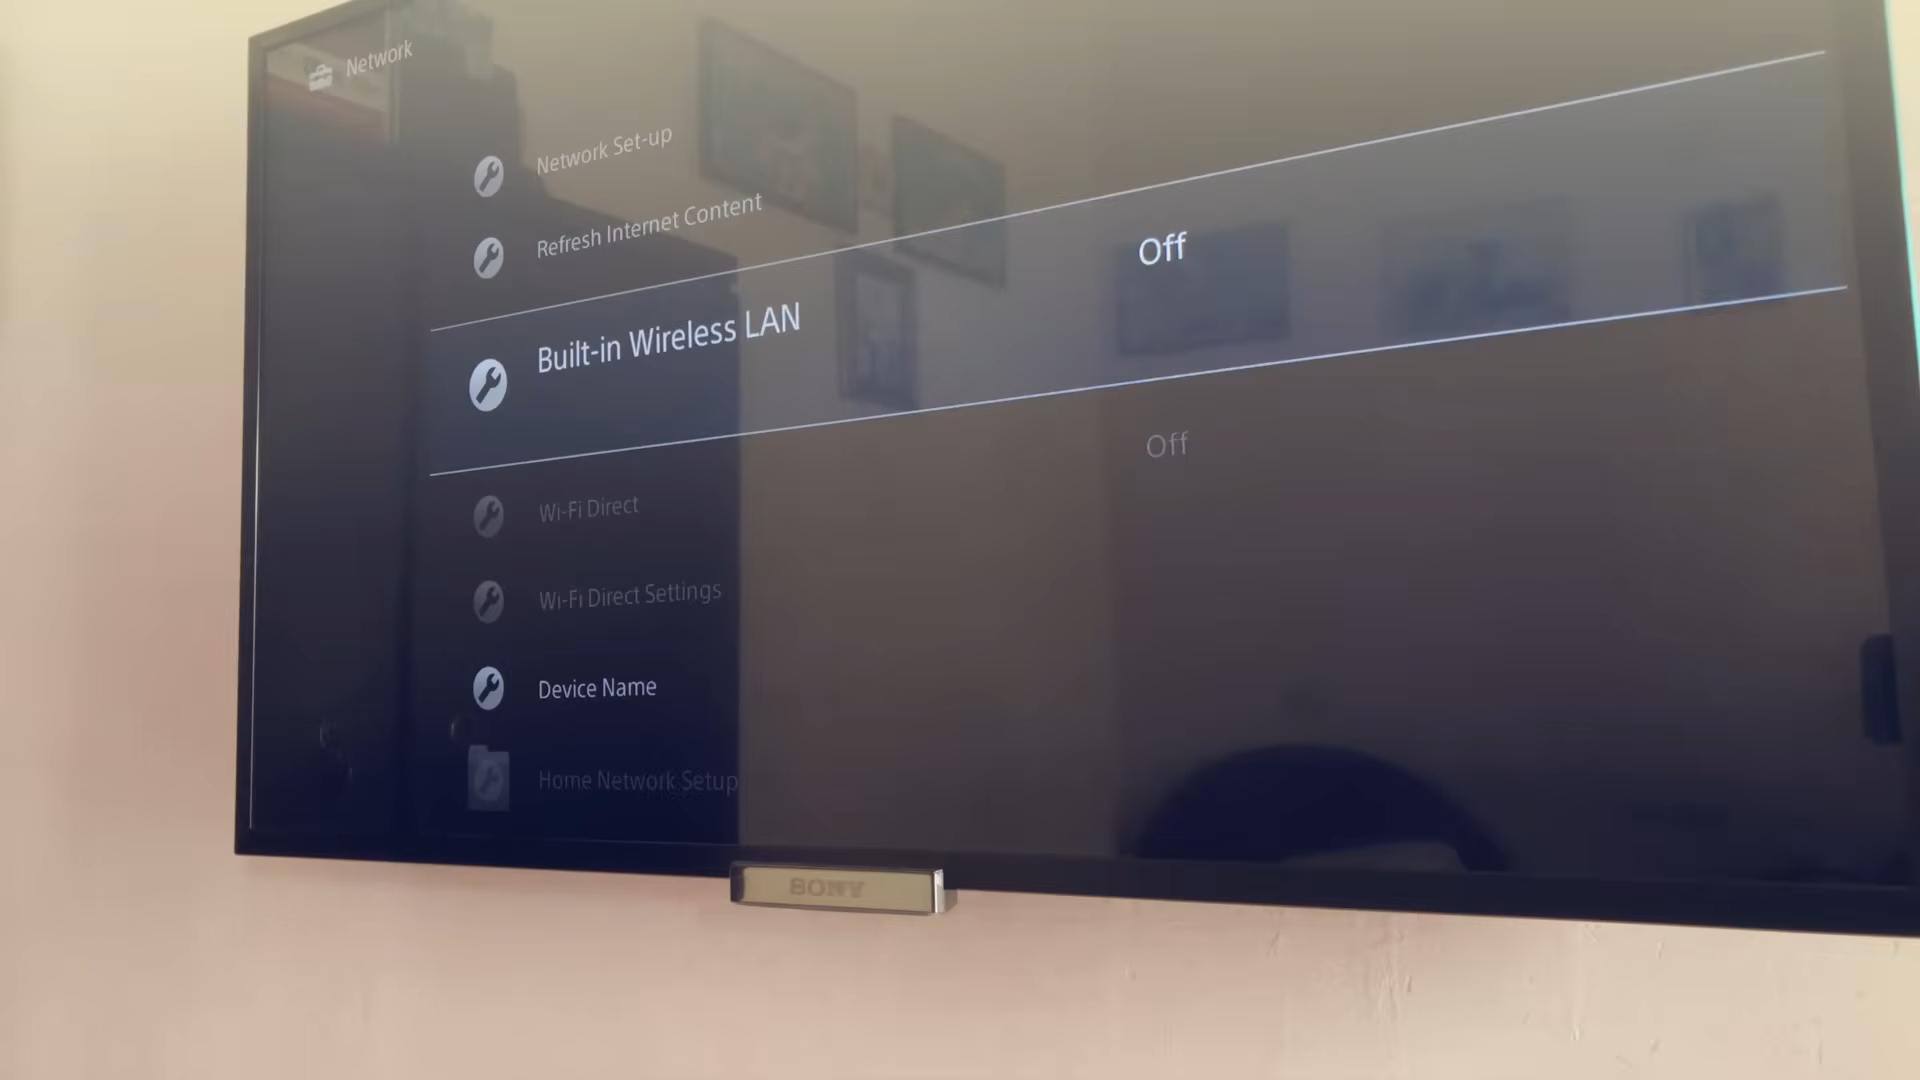 Network
Network Set-up
Refresh Internet Content
Built-in Wireless LAN Off
Wi-Fi Direct Off
Wi-Fi Direct Settings
Device Name
Home Network Setup
SONY